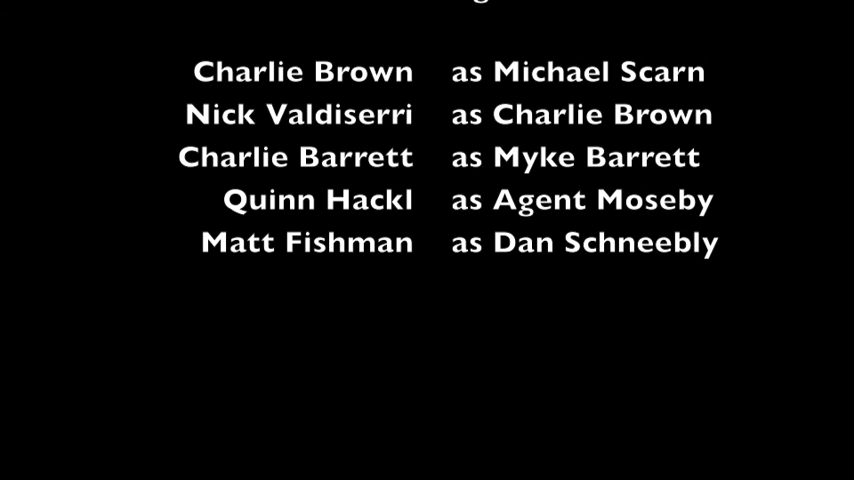 Charlie Brown as Michael Scarn
Nick Valdiserri as Charlie Brown
Charlie Barrett as Myke Barrett
Quinn Hackl as Agent Moseby
Matt Fishman as Dan Schneebly